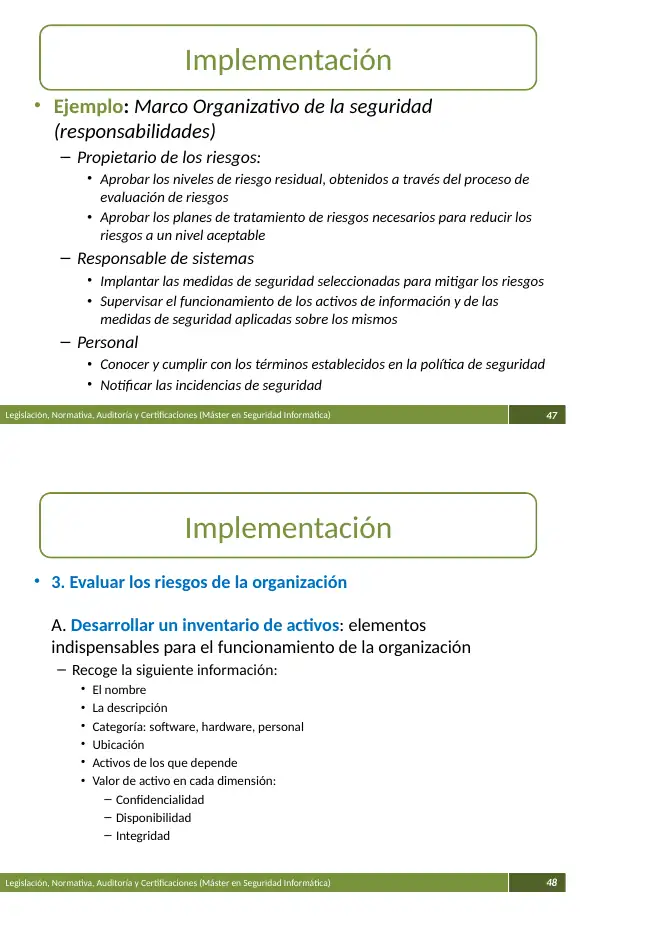 Implementación
• Ejemplo: Marco Organizativo de la seguridad
(responsabilidades)
– Propietario de los riesgos:
• Aprobar los niveles de riesgo residual, obtenidos a través del proceso de
evaluación de riesgos
• Aprobar los planes de tratamiento de riesgos necesarios para reducir los
riesgos a un nivel aceptable
– Responsable de sistemas
• Implantar las medidas de seguridad seleccionadas para mitigar los riesgos
• Supervisar el funcionamiento de los activos de información y de las
medidas de seguridad aplicadas sobre los mismos
– Personal
• Conocer y cumplir con los términos establecidos en la política de seguridad
• Notificar las incidencias de seguridad
Legislación, Normativa, Auditoría y Certificaciones (Máster en Seguridad Informática) 47
Implementación
• 3. Evaluar los riesgos de la organización
A. Desarrollar un inventario de activos: elementos
indispensables para el funcionamiento de la organización
– Recoge la siguiente información:
• El nombre
• La descripción
• Categoría: software, hardware, personal
• Ubicación
• Activos de los que depende
• Valor de activo en cada dimensión:
– Confidencialidad
– Disponibilidad
– Integridad
Legislación, Normativa, Auditoría y Certificaciones (Máster en Seguridad Informática) 48